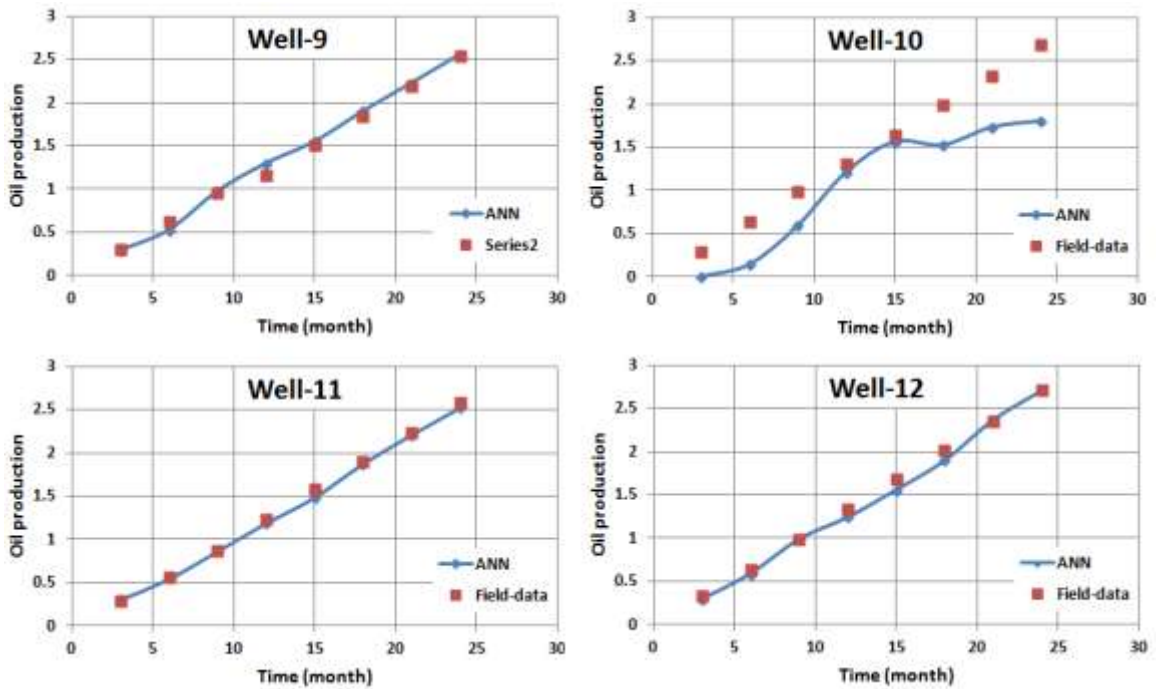 Well-9
3
2.5
2
1.5
1
0.5
0
Oil production
ANN
Series2
0 5 10 15 20 25 30
Time (month)
Well-10
3
2.5
2
1.5
1
0.5
0
Oil production
ANN
Field-data
0 5 10 15 20 25 30
Time (month)
Well-11
3
2.5
2
1.5
1
0.5
0
Oil production
ANN
Field-data
0 5 10 15 20 25 30
Time (month)
Well-12
3
2.5
2
1.5
1
0.5
0
Oil production
ANN
Field-data
0 5 10 15 20 25 30
Time (month)